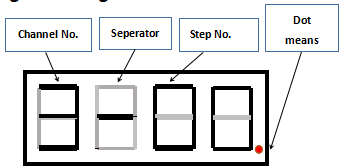 Channel No.
Seperator
Step No.
Dot
means